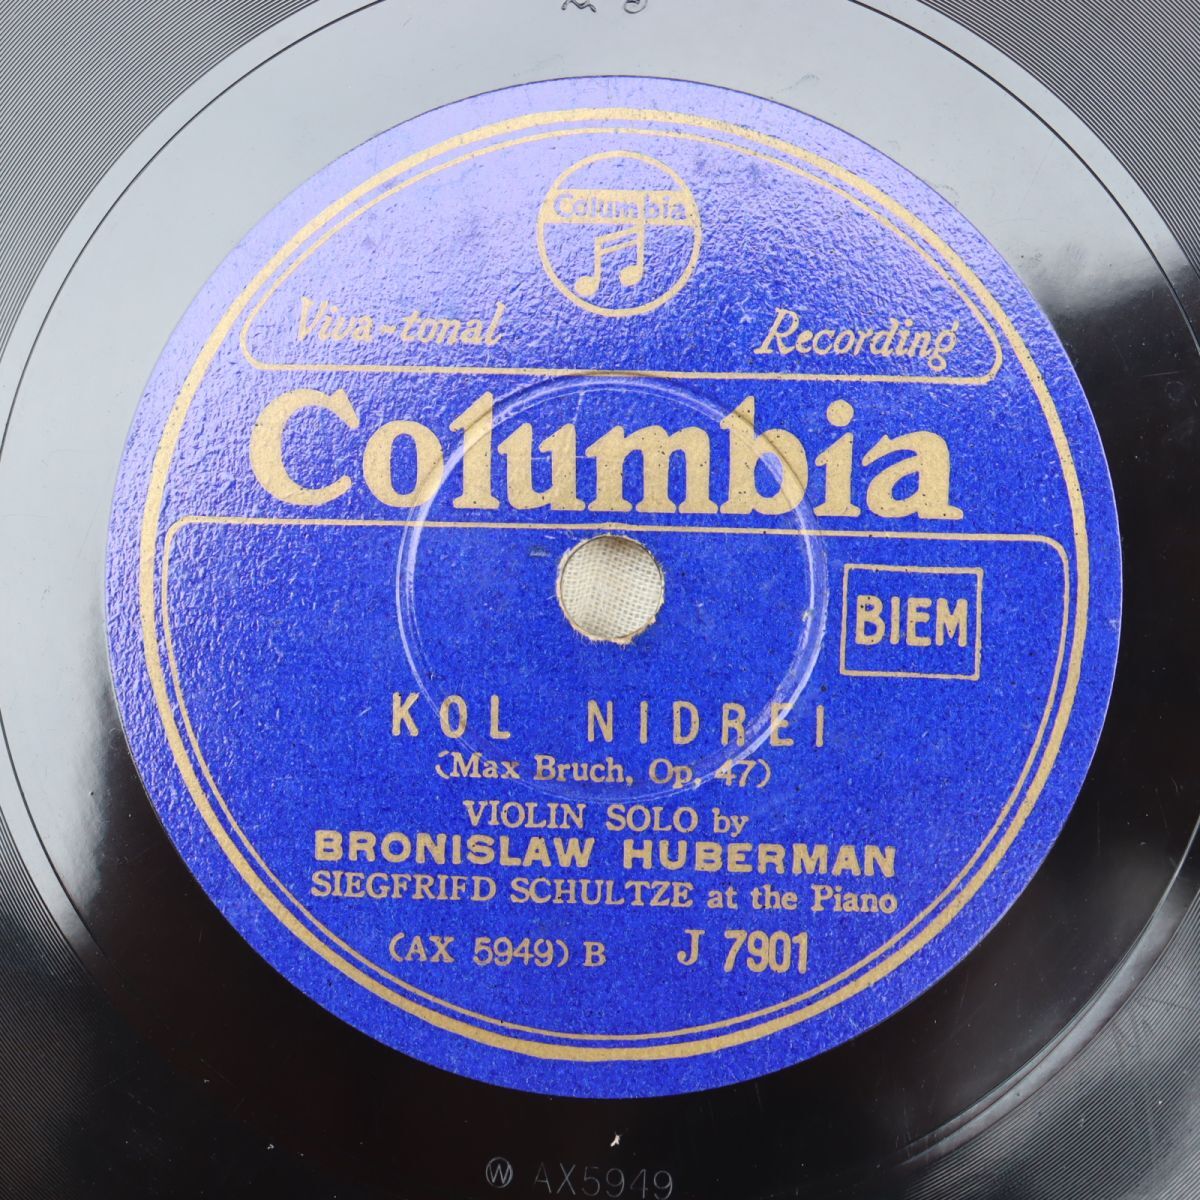 Columbia
Viva-tonal Recording
Columbia
BIEM
KOL NIDREI
(Max Bruch, Op, 47)
VIOLIN SOLO by
BRONISLAW HUBERMAN
SIEGFRIFD SCHULTZE at the Piano
(AX 5949) B J 7901
W AX5949